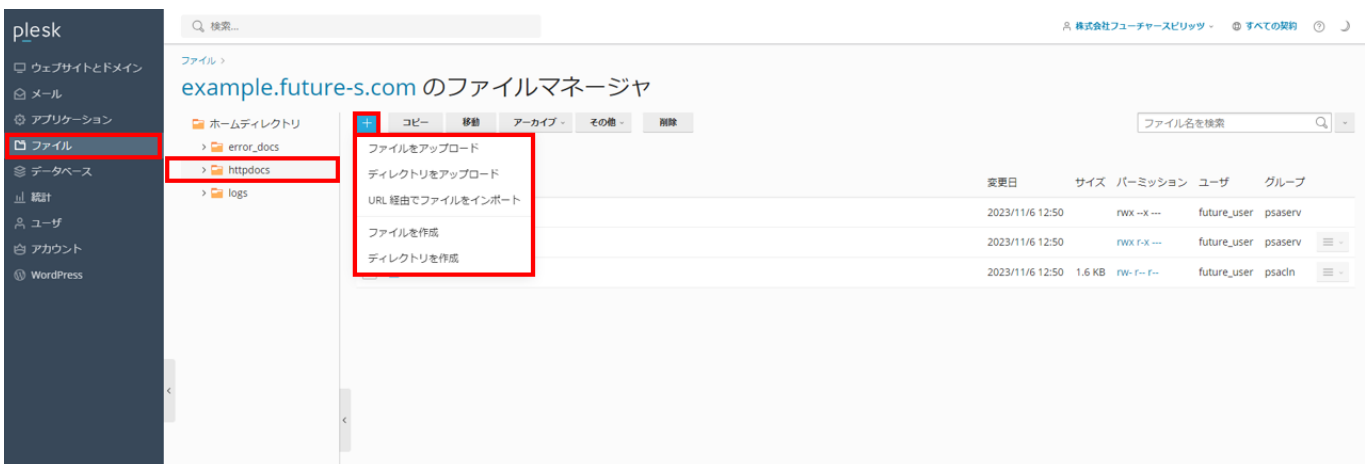 plesk
検索...
株式会社フューチャースピリッツ
すべての契約
ウェブサイトとドメイン
メール
アプリケーション
ファイル
データベース
統計
ユーザ
アカウント
WordPress
ファイル >
example.future-s.com のファイルマネージャ
ホームディレクトリ
error_docs
httpdocs
logs
+ コピー 移動 アーカイブ その他 削除
ファイル名を検索
ファイルをアップロード
ディレクトリをアップロード
URL 経由でファイルをインポート
ファイルを作成
ディレクトリを作成
変更日 サイズ パーミッション ユーザ グループ
2023/11/6 12:50 rwx --x --- future_user psaserv
2023/11/6 12:50 rwx r-x --- future_user psaserv
2023/11/6 12:50 1.6 KB rw- r-- r-- future_user psacln